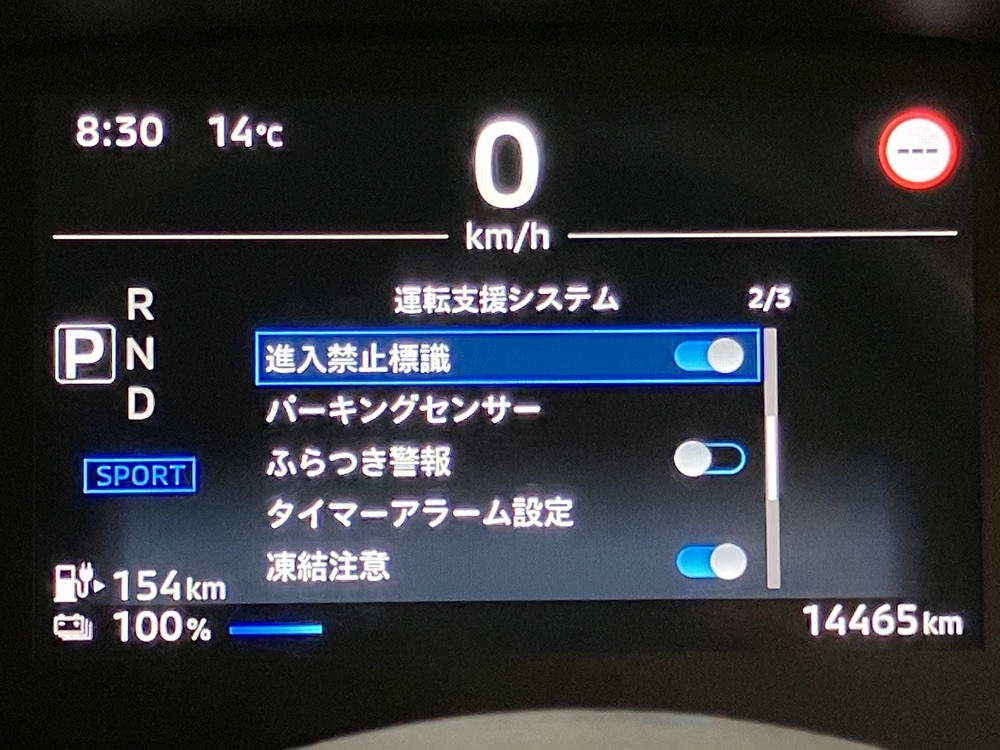 8:30 14°C
0
km/h
---
運転支援システム 2/3
R
P N
D
SPORT
進入禁止標識
パーキングセンサー
ふらつき警報
タイマーアラーム設定
凍結注意
154km
100%
14465km